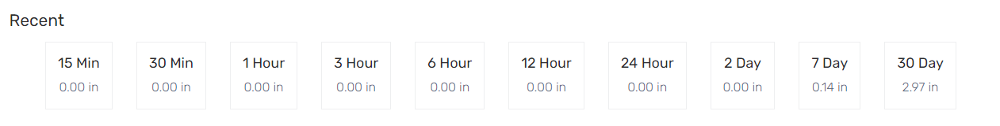 Recent
15 Min 30 Min 1 Hour 3 Hour 6 Hour 12 Hour 24 Hour 2 Day 7 Day 30 Day
0.00 in 0.00 in 0.00 in 0.00 in 0.00 in 0.00 in 0.00 in 0.00 in 0.14 in 2.97 in